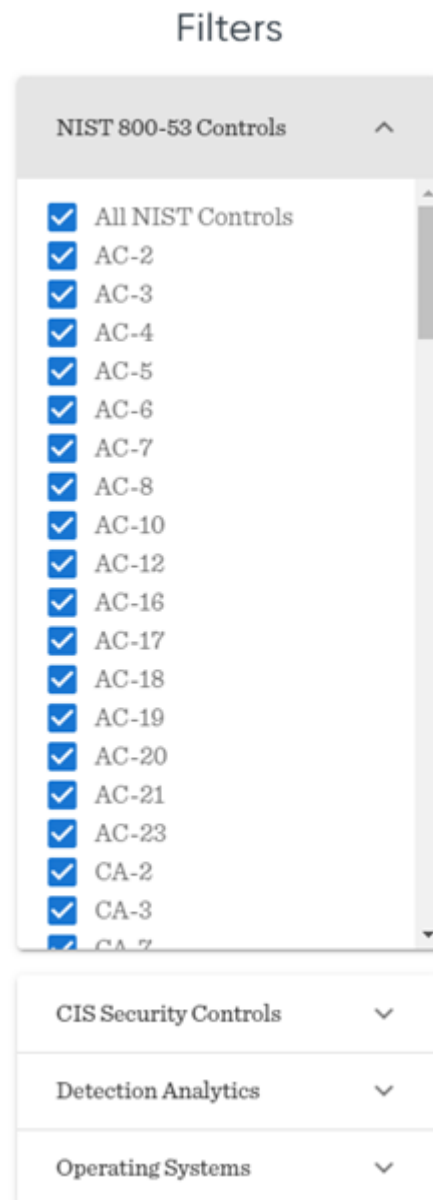 Filters
NIST 800-53 Controls
All NIST Controls
AC-2
AC-3
AC-4
AC-5
AC-6
AC-7
AC-8
AC-10
AC-12
AC-16
AC-17
AC-18
AC-19
AC-20
AC-21
AC-23
CA-2
CA-3
CA-7
CIS Security Controls
Detection Analytics
Operating Systems